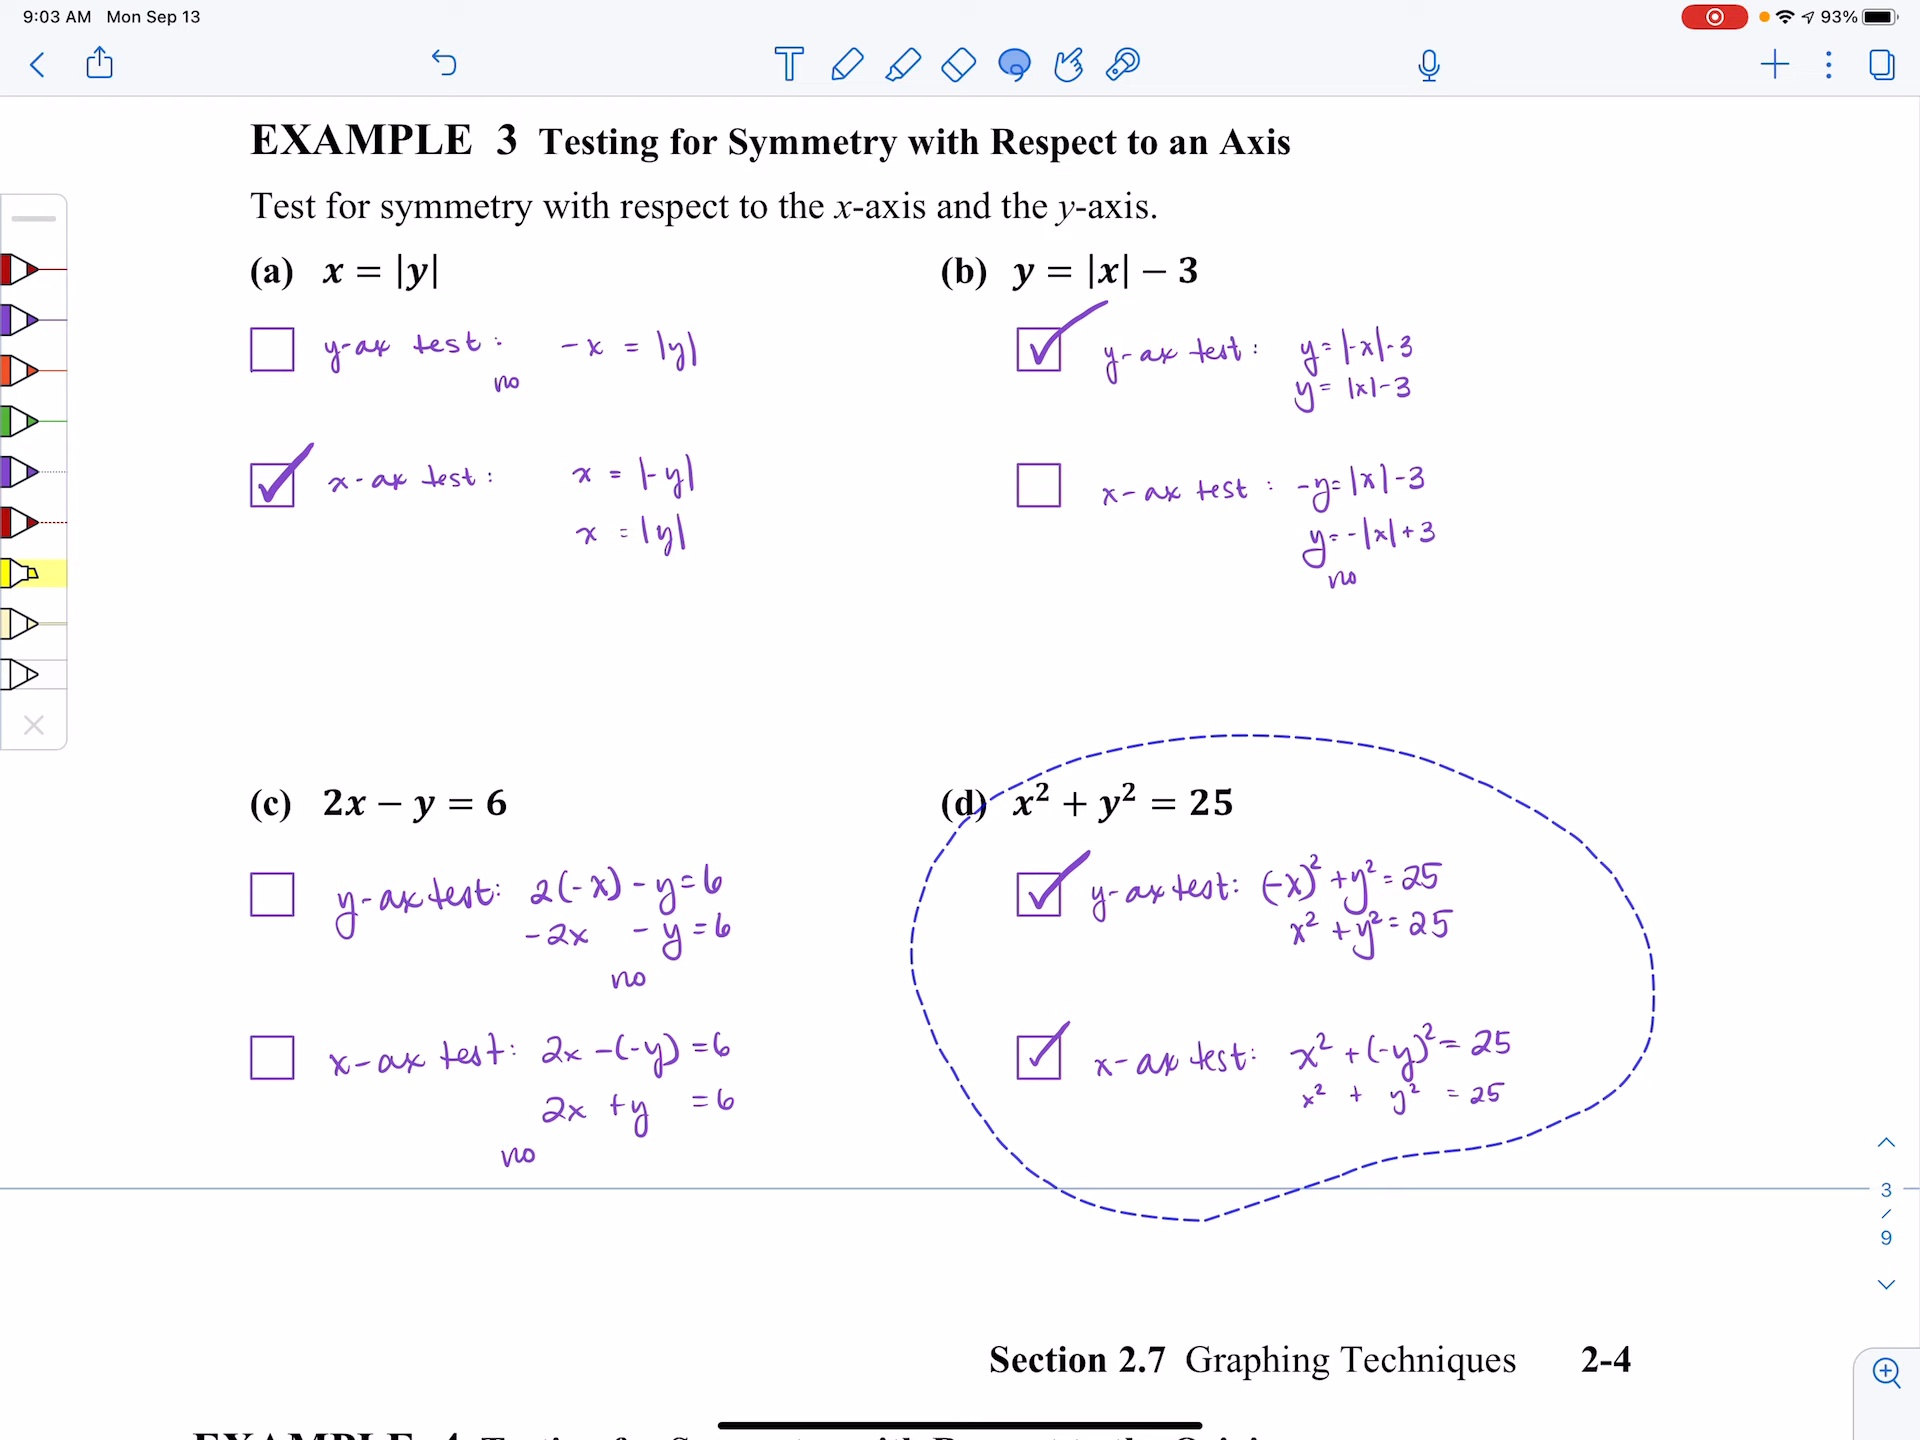 9:03 AM Mon Sep 13
93%
EXAMPLE 3 Testing for Symmetry with Respect to an Axis
Test for symmetry with respect to the x-axis and the y-axis.
(a) x = |y|
y-ax test: -x = |y|
no
x-ax test: x = |-y|
x = |y|
(b) y = |x| − 3
y-ax test: y = |-x|-3
y = |x|-3
x-ax test: -y = |x|-3
y = -|x|+3
no
(c) 2x − y = 6
y-ax test: 2(-x) - y = 6
-2x - y = 6
no
x-ax test: 2x -(-y) = 6
2x + y = 6
no
(d) x² + y² = 25
y-ax test: (-x)² + y² = 25
x² + y² = 25
x-ax test: x² + (-y)² = 25
x² + y² = 25
3
/
9
Section 2.7 Graphing Techniques 2-4